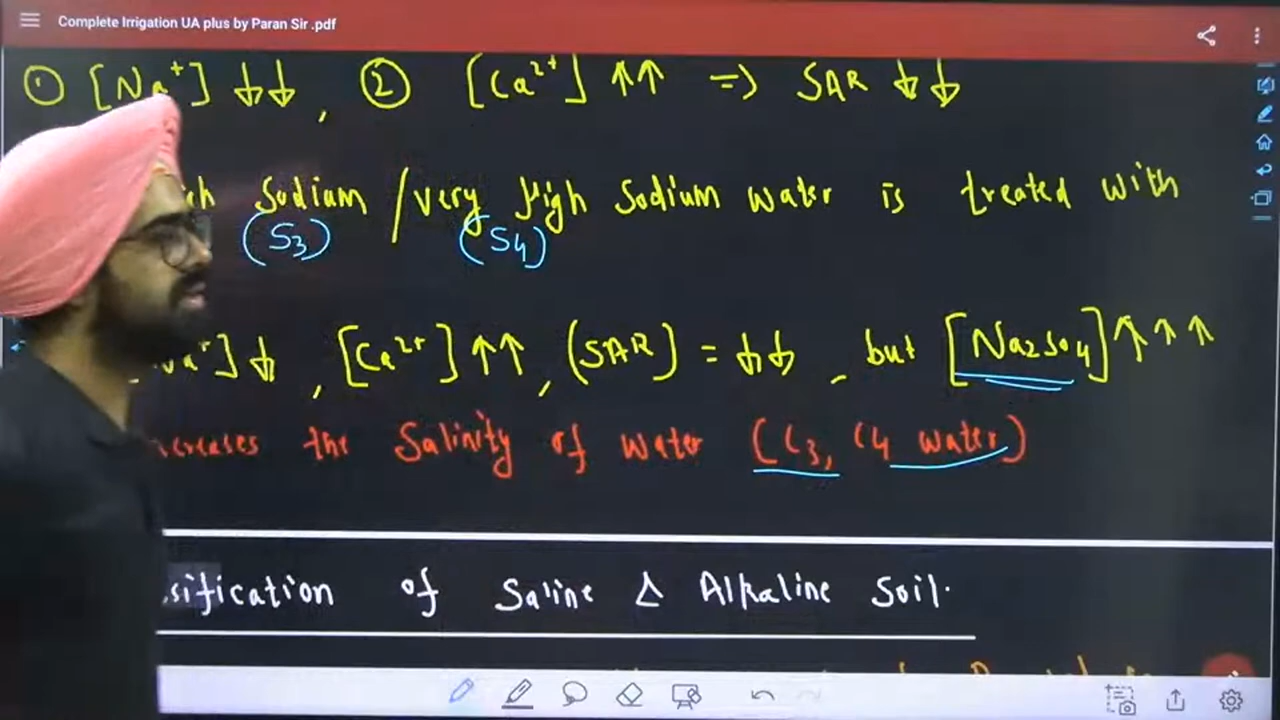 Complete Irrigation UA plus by Paran Sir .pdf
① [Na⁺] ↓↓ , ② [Ca²⁺] ↑↑ => SAR ↓↓
Sodium / very High Sodium water is treated with
(S3) (S4)
] ↓ , [Ca²⁺] ↑↑ , (SAR) = ↓↓ , but [Na2SO4] ↑↑↑
the Salinity of water (C3, C4 water)
of Saline & Alkaline Soil.